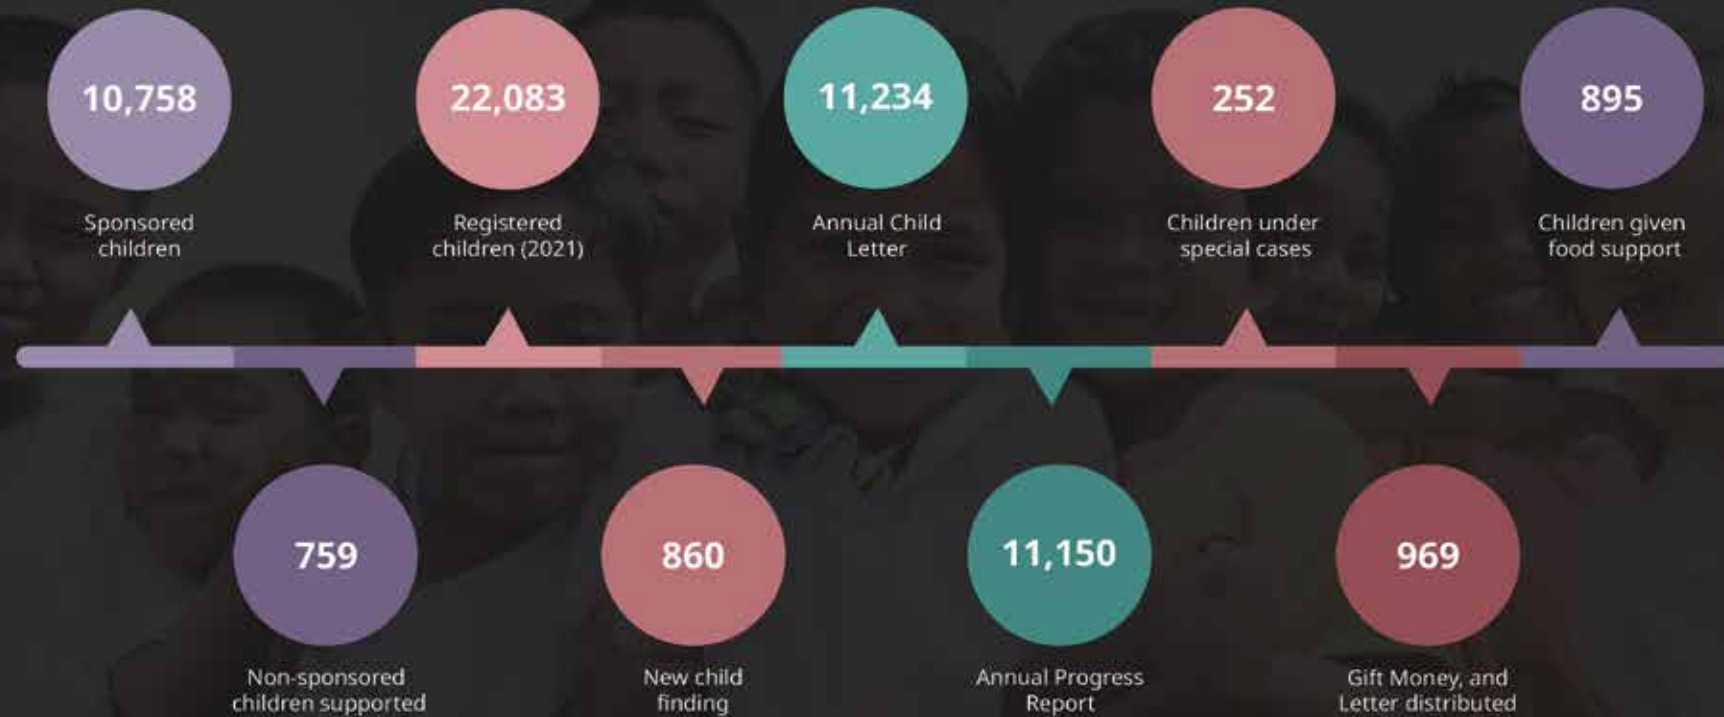 10,758
Sponsored
children
22,083
Registered
children (2021)
11,234
Annual Child
Letter
252
Children under
special cases
895
Children given
food support
759
Non-sponsored
children supported
860
New child
finding
11,150
Annual Progress
Report
969
Gift Money, and
Letter distributed